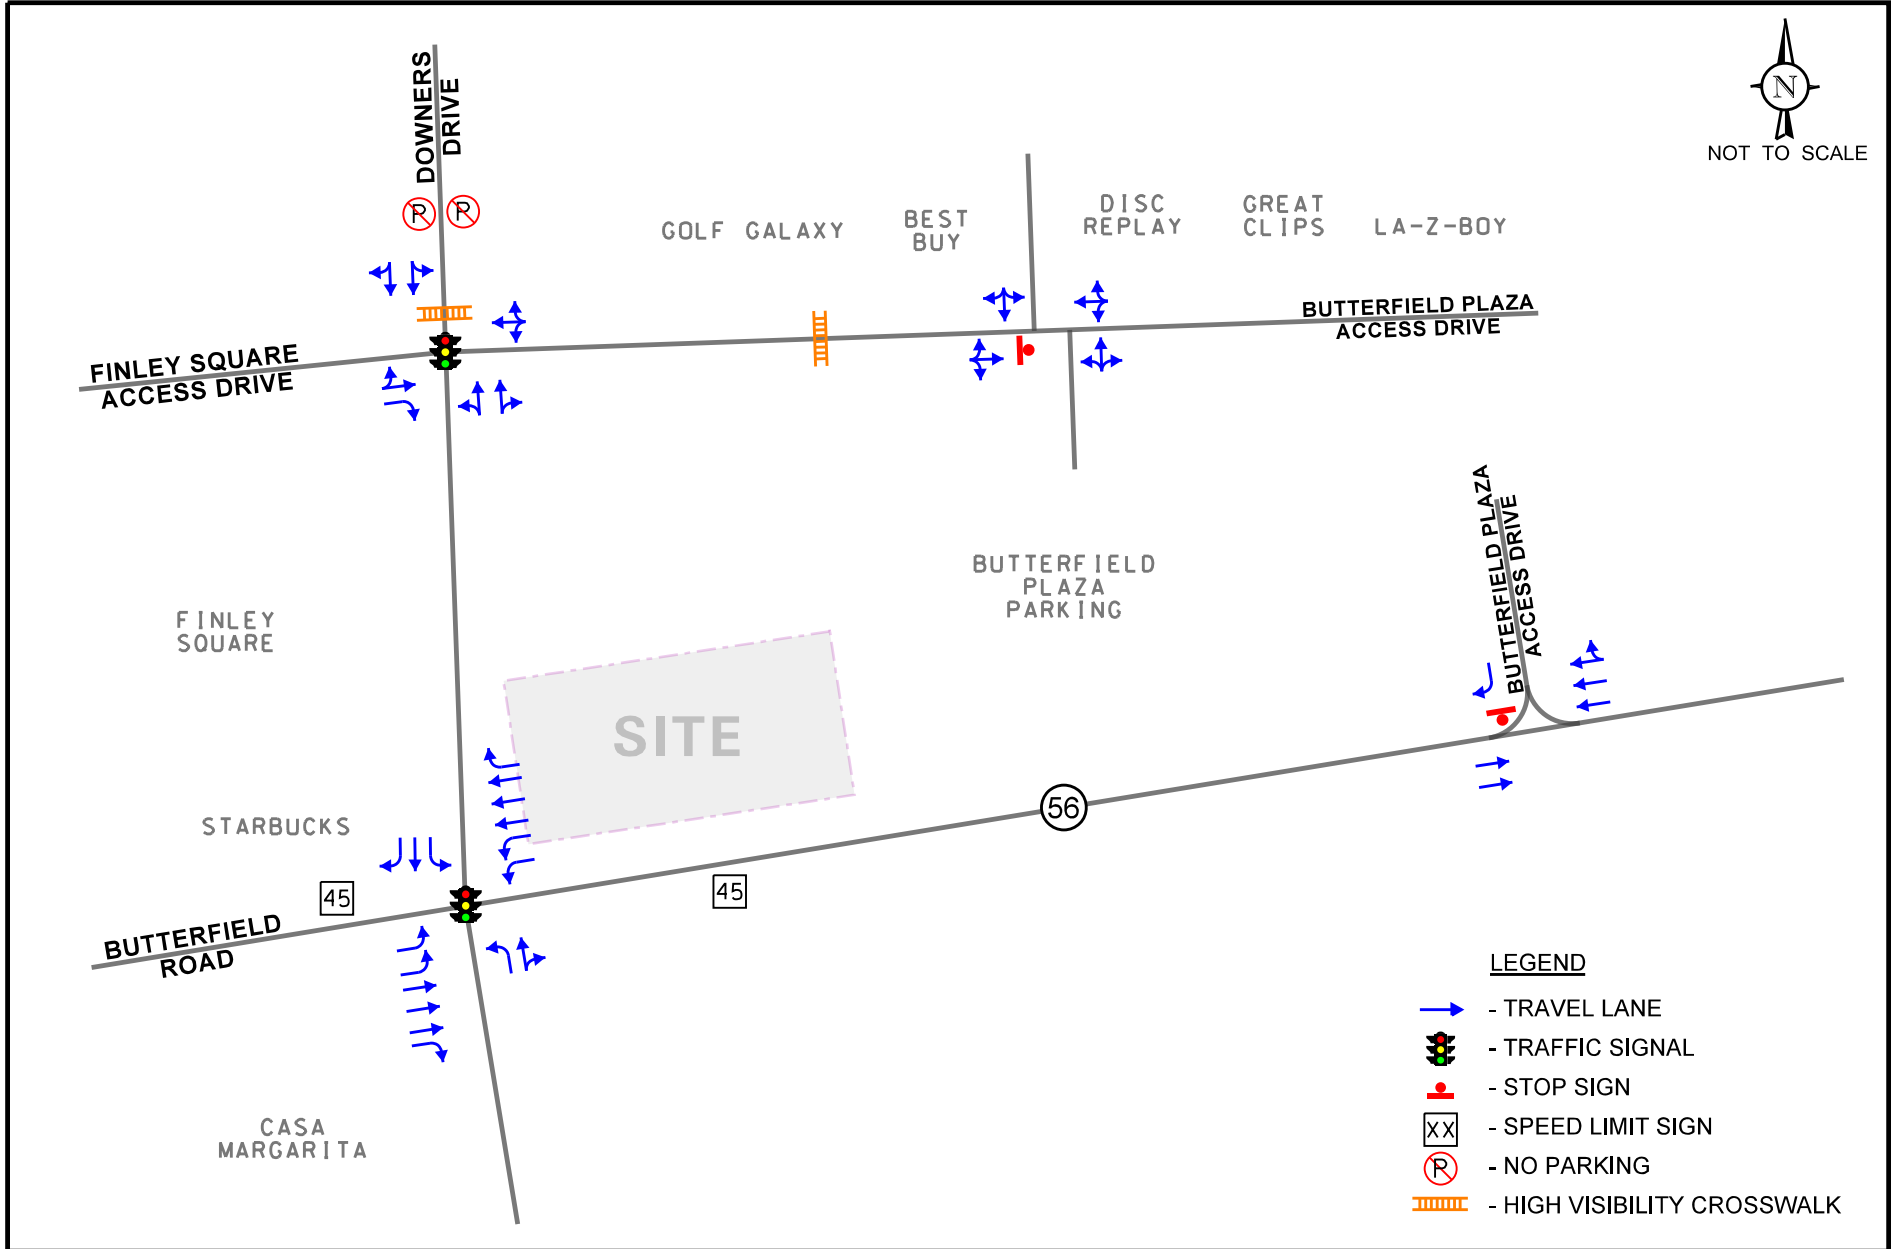 DOWNERS
DRIVE
N
NOT TO SCALE
P
P
GOLF GALAXY
BEST
BUY
DISC
REPLAY
GREAT
CLIPS
LA-Z-BOY
BUTTERFIELD PLAZA
ACCESS DRIVE
FINLEY SQUARE
ACCESS DRIVE
BUTTERFIELD PLAZA
ACCESS DRIVE
BUTTERFIELD
PLAZA
PARKING
FINLEY
SQUARE
SITE
56
STARBUCKS
45
45
BUTTERFIELD
ROAD
CASA
MARGARITA
LEGEND
- TRAVEL LANE
- TRAFFIC SIGNAL
- STOP SIGN
XX - SPEED LIMIT SIGN
P - NO PARKING
- HIGH VISIBILITY CROSSWALK